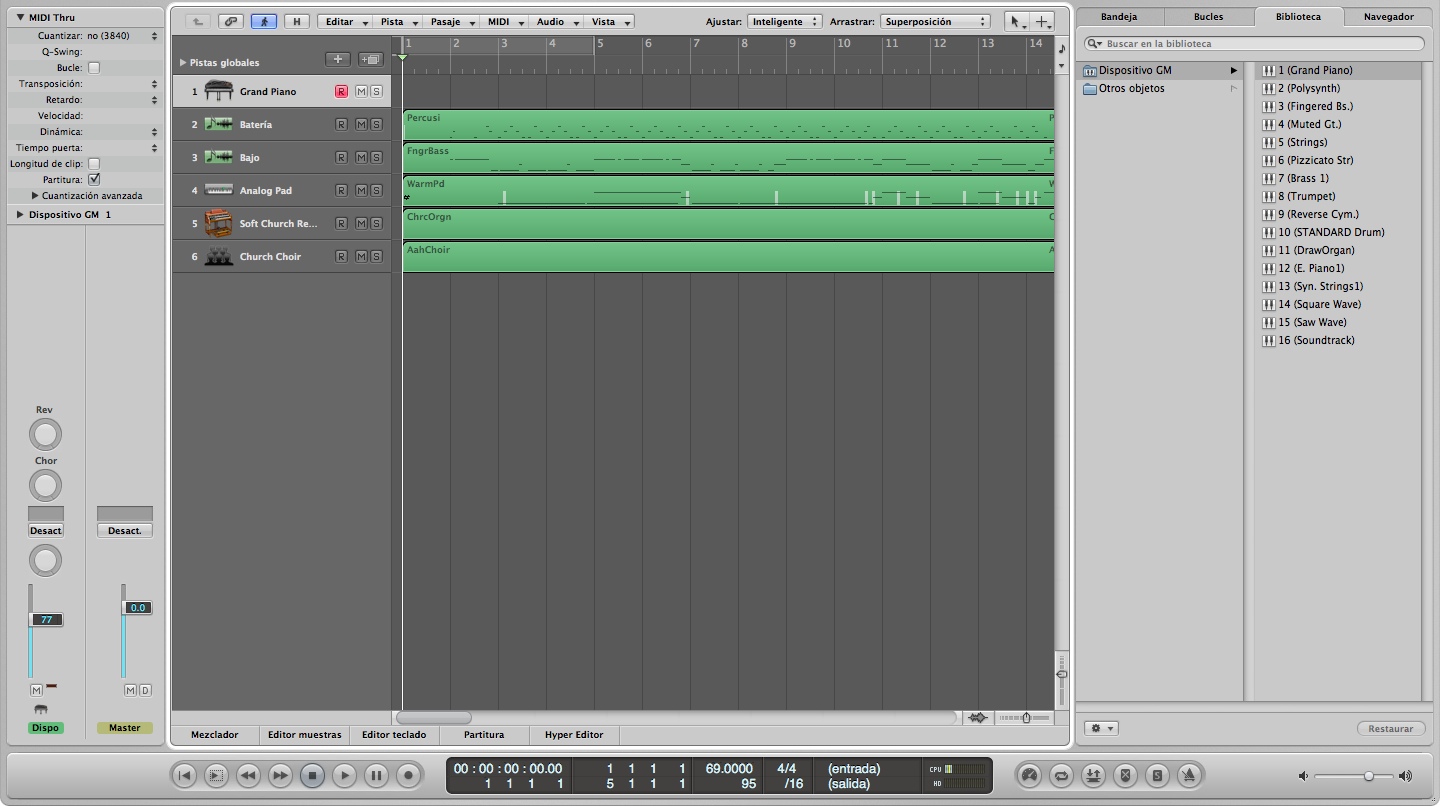 MIDI Thru
Cuantizar: no (3840)
Q-Swing:
Bucle:
Transposición:
Retardo:
Velocidad:
Dinámica:
Tiempo puerta:
Longitud de clip:
Partitura:
Cuantización avanzada
Dispositivo GM 1
Rev
Chor
Desact
Desact.
77
0.0
M
M D
Dispo
Master
H
Editar
Pista
Pasaje
MIDI
Audio
Vista
Ajustar: Inteligente
Arrastrar: Superposición
Pistas globales
1 2 3 4 5 6 7 8 9 10 11 12 13 14
1 Grand Piano R M S
2 Batería R M S
Percusi
3 Bajo R M S
FngrBass
4 Analog Pad R M S
WarmPd
5 Soft Church Re... R M S
ChrcOrgn
6 Church Choir R M S
AahChoir
Mezclador
Editor muestras
Editor teclado
Partitura
Hyper Editor
Bandeja
Bucles
Biblioteca
Navegador
Buscar en la biblioteca
Dispositivo GM
Otros objetos
1 (Grand Piano)
2 (Polysynth)
3 (Fingered Bs.)
4 (Muted Gt.)
5 (Strings)
6 (Pizzicato Str)
7 (Brass 1)
8 (Trumpet)
9 (Reverse Cym.)
10 (STANDARD Drum)
11 (DrawOrgan)
12 (E. Piano1)
13 (Syn. Strings1)
14 (Square Wave)
15 (Saw Wave)
16 (Soundtrack)
Restaurar
00 : 00 : 00 : 00.00 1 1 1 1 69.0000 4/4 (entrada) CPU
1 1 1 1 5 1 1 1 95 /16 (salida) HD
S